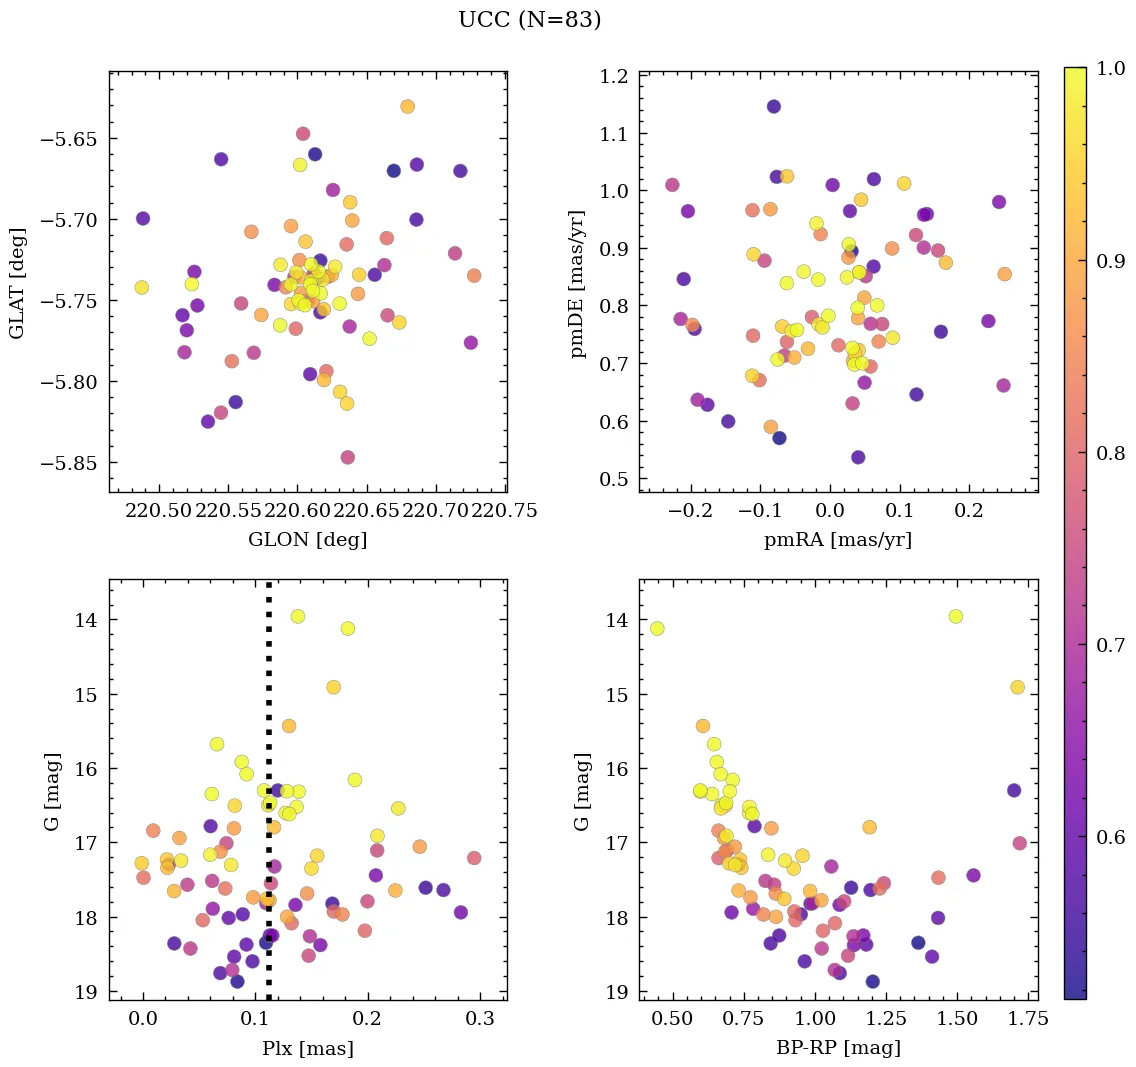 UCC (N=83)
−5.65
−5.70
−5.75
−5.80
−5.85
GLAT [deg]
220.50 220.55 220.60 220.65 220.70 220.75
GLON [deg]
1.2
1.1
1.0
0.9
0.8
0.7
0.6
0.5
pmDE [mas/yr]
−0.2 −0.1 0.0 0.1 0.2
pmRA [mas/yr]
14
15
16
17
18
19
G [mag]
0.0 0.1 0.2 0.3
Plx [mas]
14
15
16
17
18
19
G [mag]
0.50 0.75 1.00 1.25 1.50 1.75
BP-RP [mag]
1.0
0.9
0.8
0.7
0.6